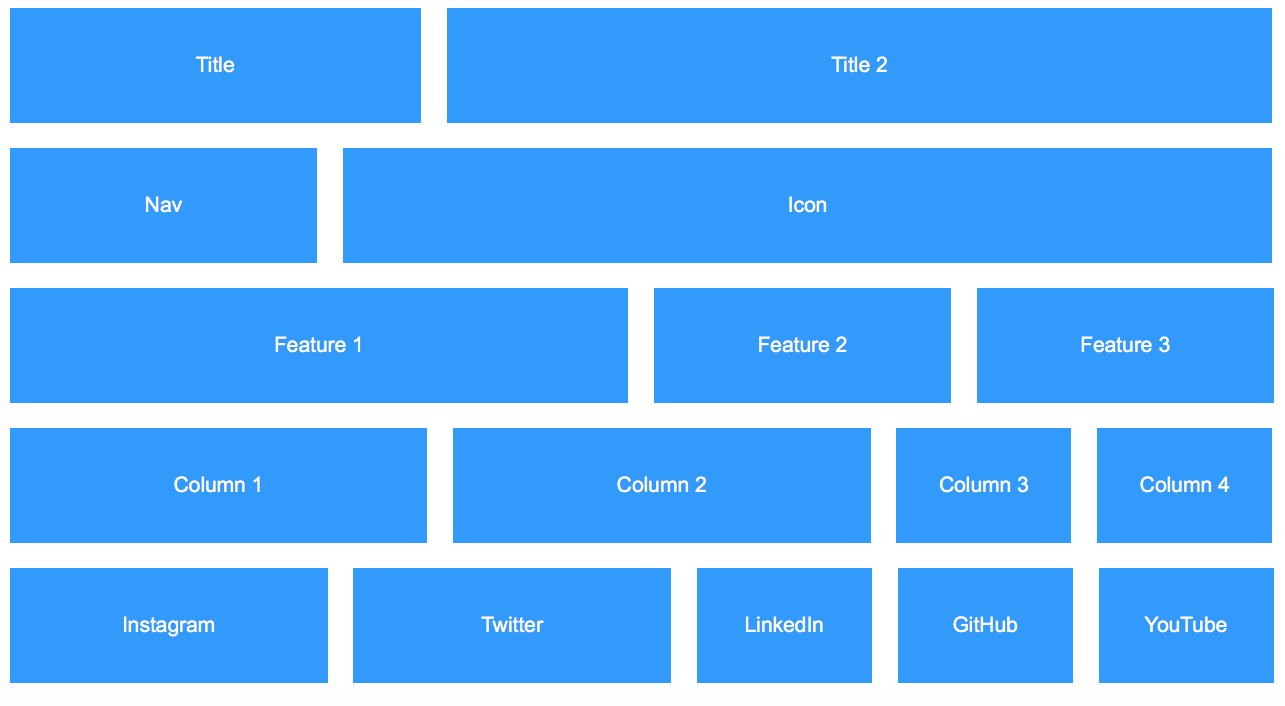 Title
Title 2
Nav
Icon
Feature 1
Feature 2
Feature 3
Column 1
Column 2
Column 3
Column 4
Instagram
Twitter
LinkedIn
GitHub
YouTube